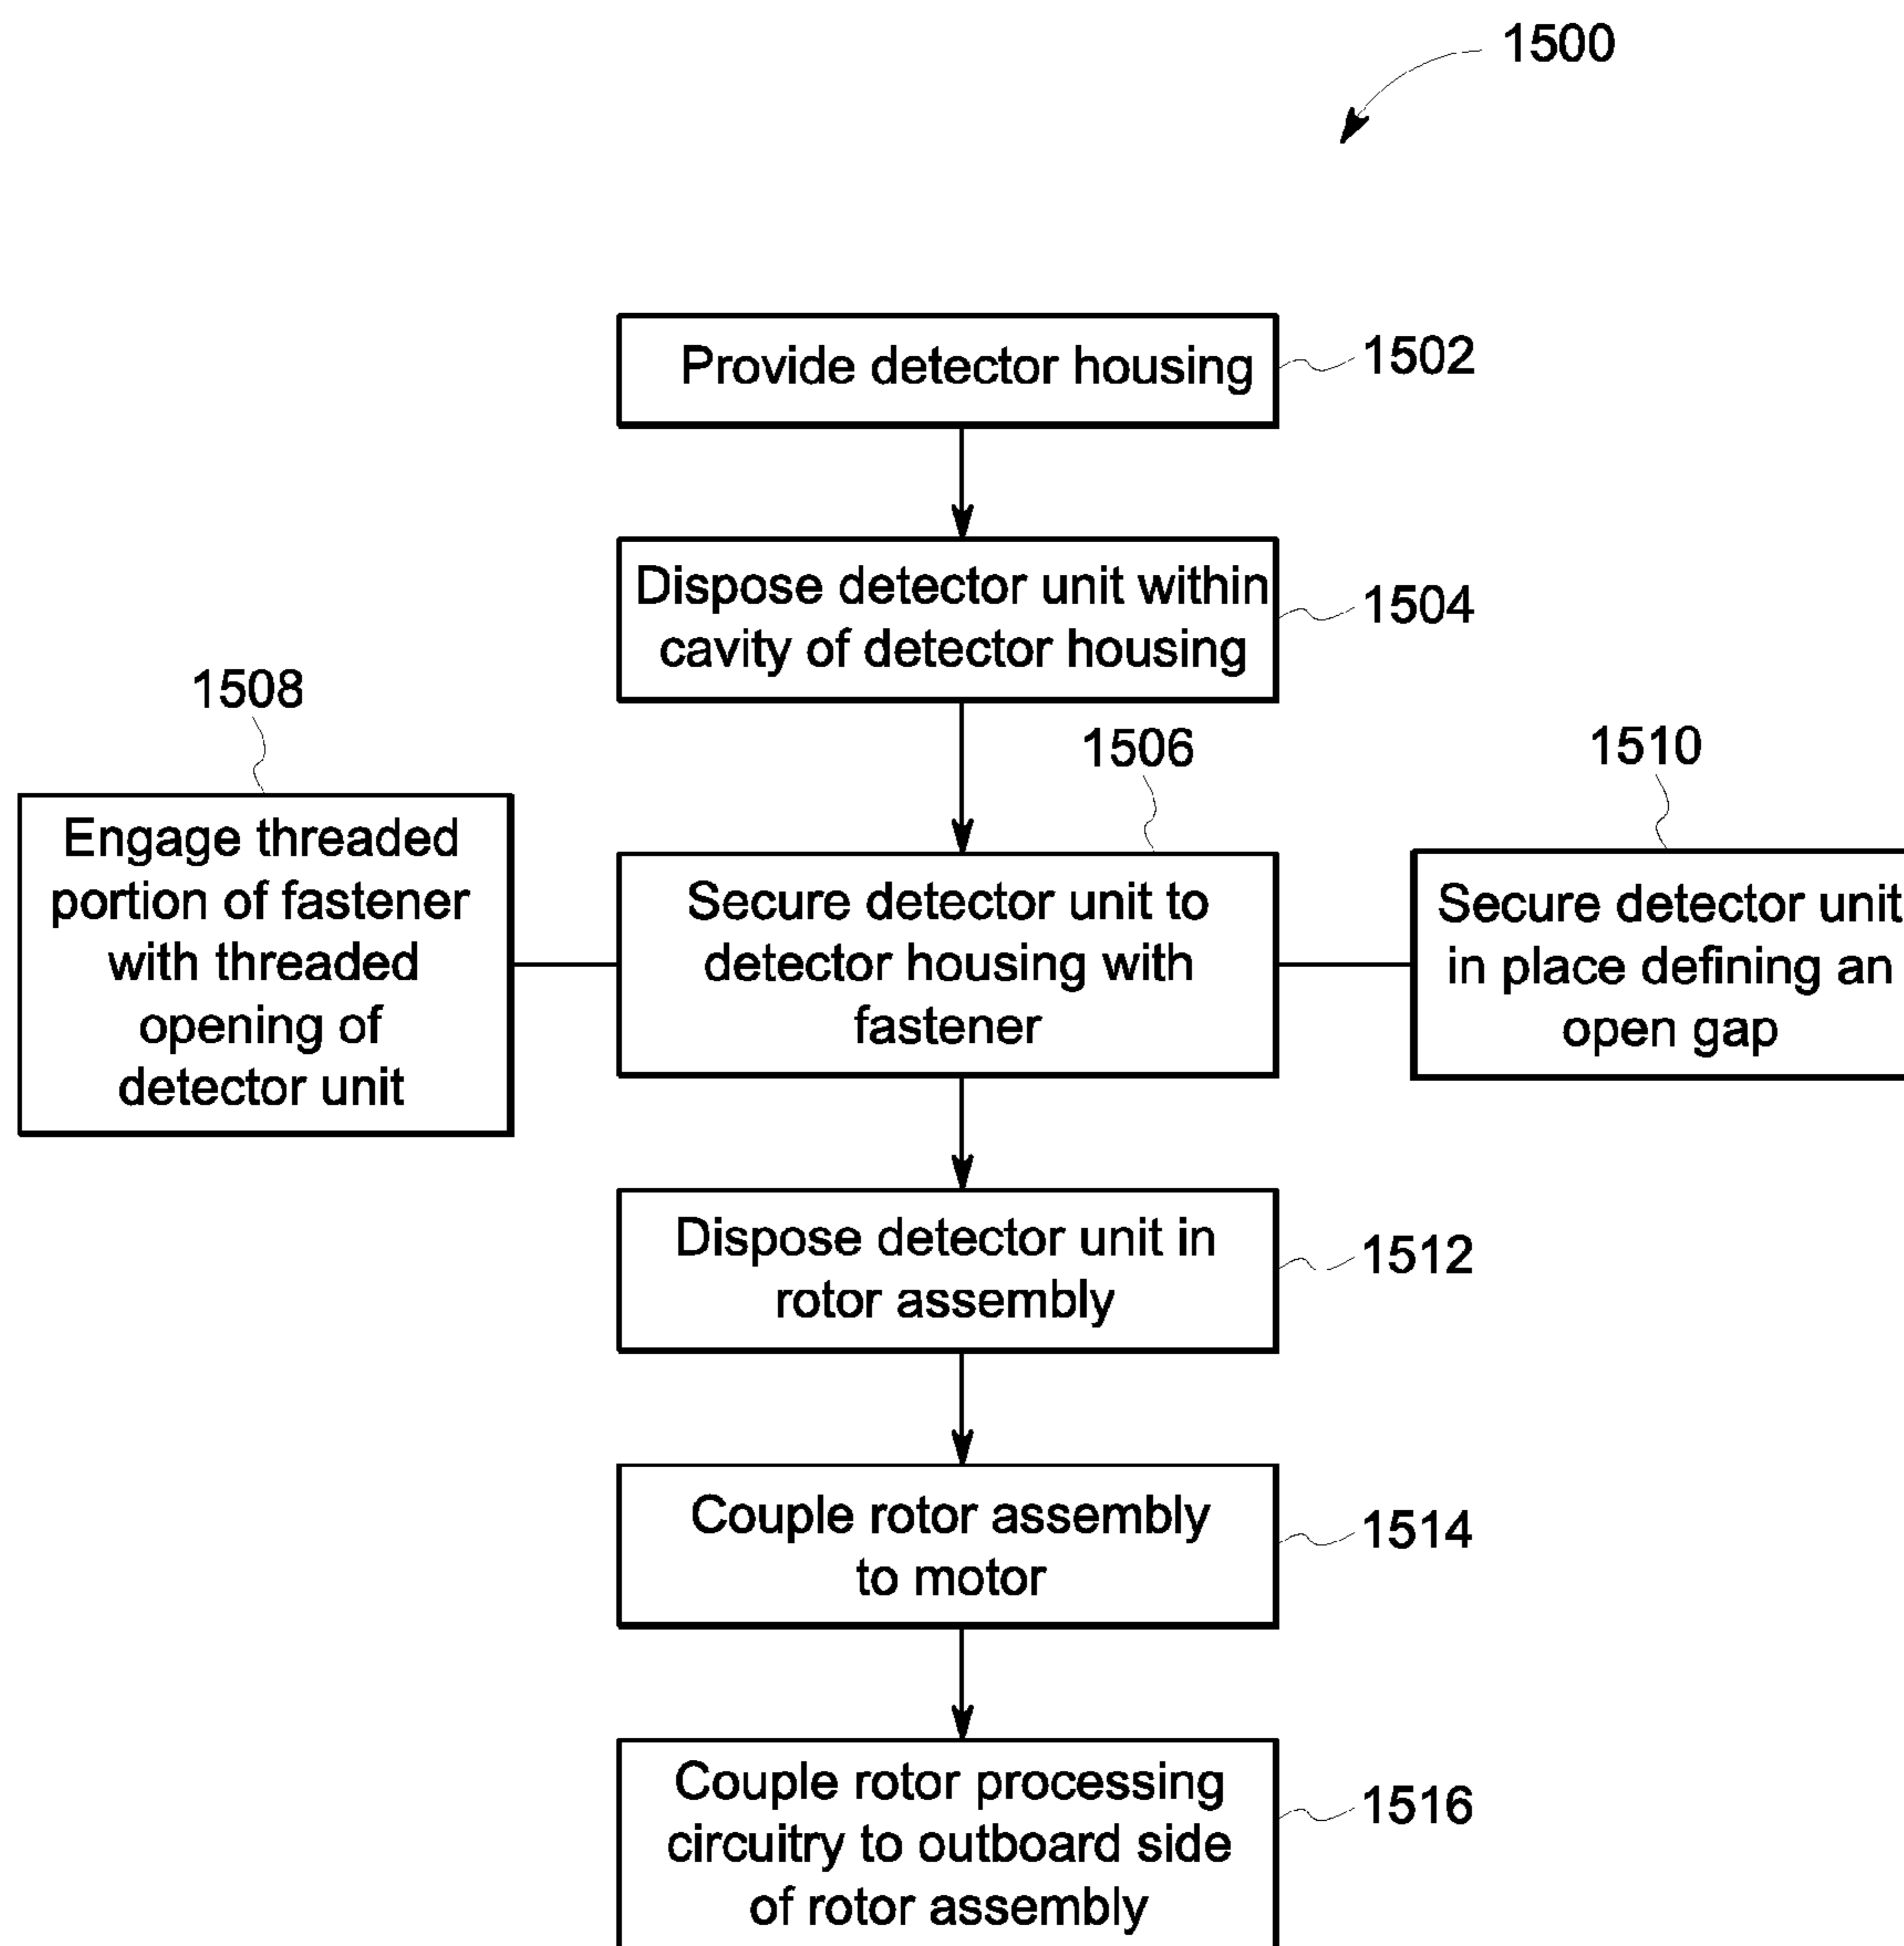 1500
Provide detector housing
1502
Dispose detector unit within
cavity of detector housing
1504
1508
Engage threaded
portion of fastener
with threaded
opening of
detector unit
1506
Secure detector unit to
detector housing with
fastener
1510
Secure detector unit
in place defining an
open gap
Dispose detector unit in
rotor assembly
1512
Couple rotor assembly
to motor
1514
Couple rotor processing
circuitry to outboard side
of rotor assembly
1516